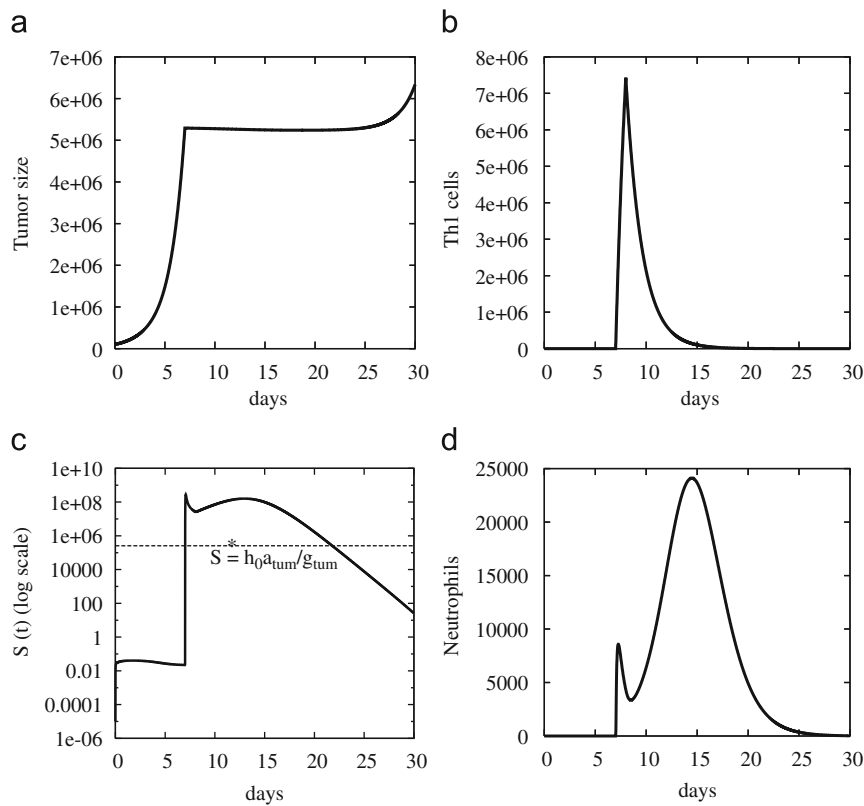 a
7e+06
6e+06
5e+06
4e+06
3e+06
2e+06
1e+06
0
Tumor size
0 5 10 15 20 25 30
days
b
8e+06
7e+06
6e+06
5e+06
4e+06
3e+06
2e+06
1e+06
0
Th1 cells
0 5 10 15 20 25 30
days
c
1e+10
1e+08
1e+06
10000
100
1
0.01
0.0001
1e-06
S (t) (log scale)
*
S = h₀aₜᵤₘ/gₜᵤₘ
0 5 10 15 20 25 30
days
d
25000
20000
15000
10000
5000
0
Neutrophils
0 5 10 15 20 25 30
days